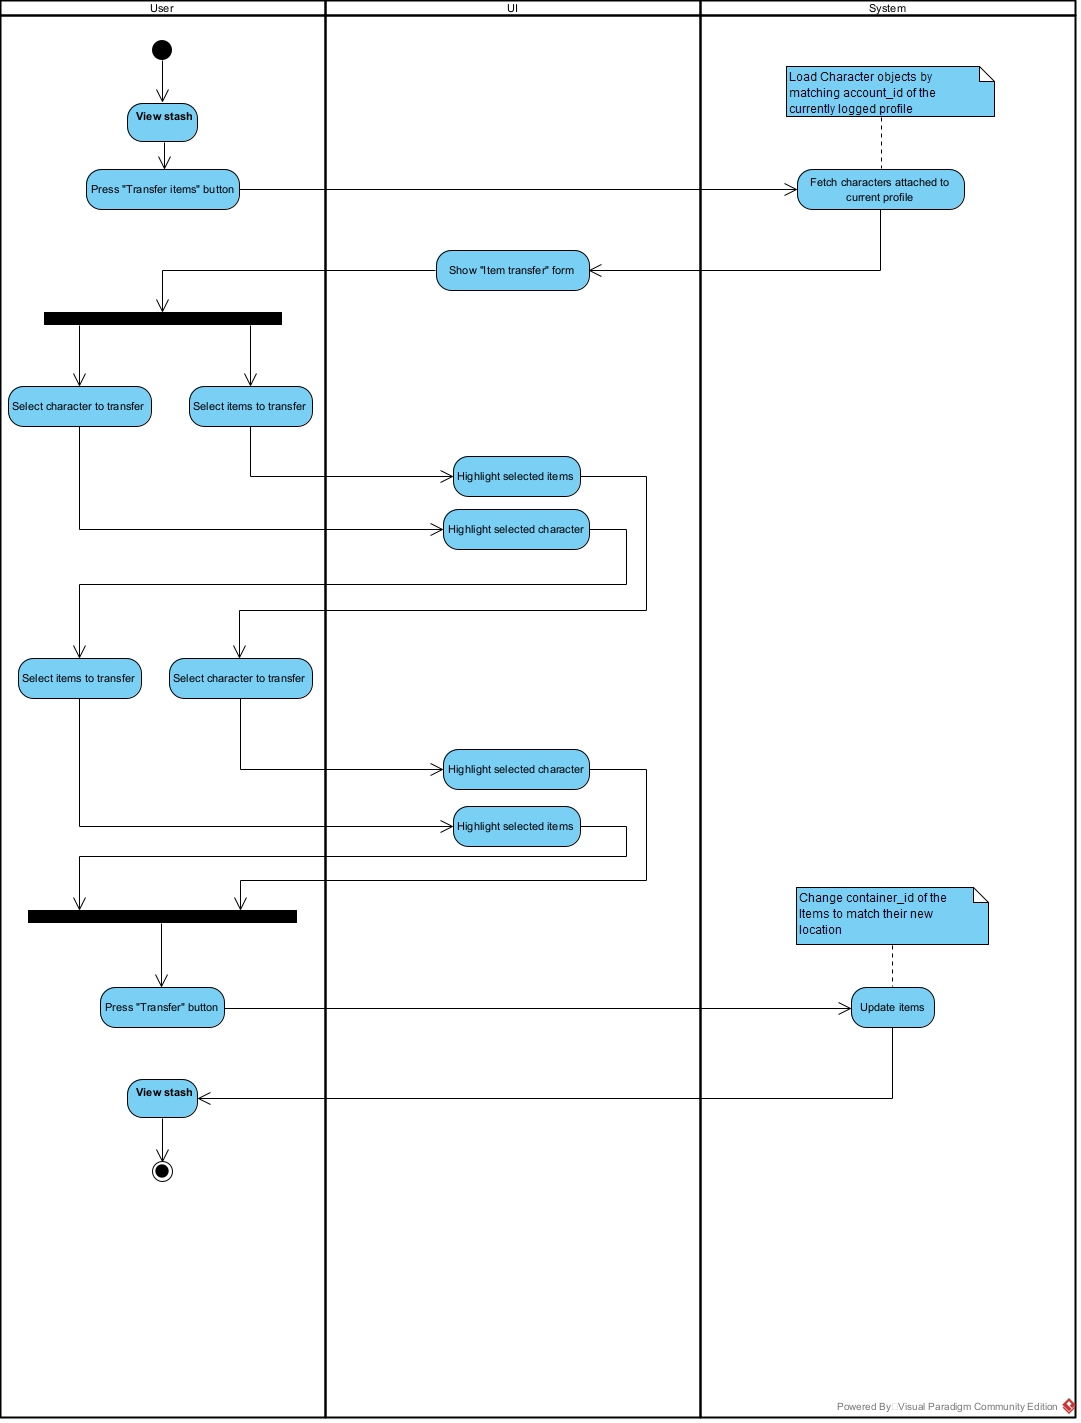 User
UI
System
Load Character objects by
matching account_id of the
currently logged profile
View stash
Press "Transfer items" button
Fetch characters attached to
current profile
Show "Item transfer" form
Select character to transfer
Select items to transfer
Highlight selected items
Highlight selected character
Select items to transfer
Select character to transfer
Highlight selected character
Highlight selected items
Change container_id of the
Items to match their new
location
Press "Transfer" button
Update items
View stash
Powered By Visual Paradigm Community Edition